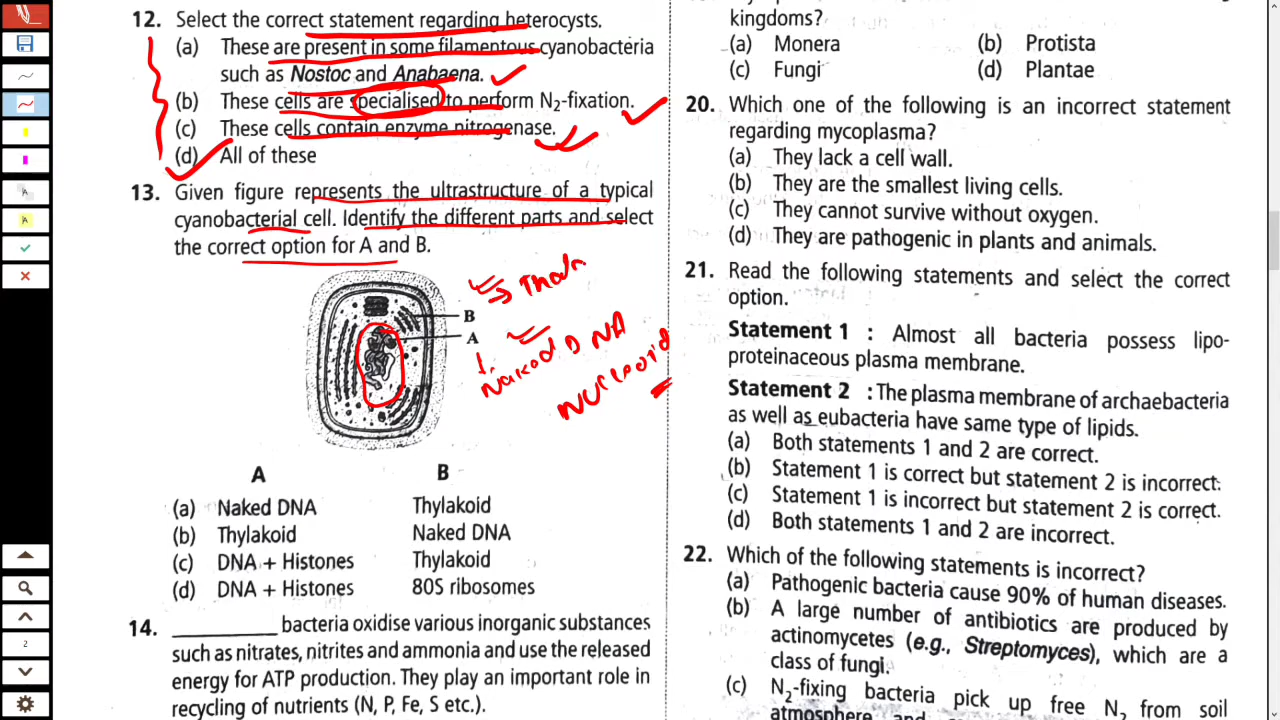 12. Select the correct statement regarding heterocysts.
(a) These are present in some filamentous cyanobacteria
such as Nostoc and Anabaena.
(b) These cells are specialised to perform N2-fixation.
(c) These cells contain enzyme nitrogenase.
(d) All of these
13. Given figure represents the ultrastructure of a typical
cyanobacterial cell. Identify the different parts and select
the correct option for A and B.
B
A
Naked DNA
Nucleoid
A B
(a) Naked DNA Thylakoid
(b) Thylakoid Naked DNA
(c) DNA + Histones Thylakoid
(d) DNA + Histones 80S ribosomes
14. ________ bacteria oxidise various inorganic substances
such as nitrates, nitrites and ammonia and use the released
energy for ATP production. They play an important role in
recycling of nutrients (N, P, Fe, S etc.).
kingdoms?
(a) Monera (b) Protista
(c) Fungi (d) Plantae
20. Which one of the following is an incorrect statement
regarding mycoplasma?
(a) They lack a cell wall.
(b) They are the smallest living cells.
(c) They cannot survive without oxygen.
(d) They are pathogenic in plants and animals.
21. Read the following statements and select the correct
option.
Statement 1 : Almost all bacteria possess lipo-
proteinaceous plasma membrane.
Statement 2 : The plasma membrane of archaebacteria
as well as eubacteria have same type of lipids.
(a) Both statements 1 and 2 are correct.
(b) Statement 1 is correct but statement 2 is incorrect.
(c) Statement 1 is incorrect but statement 2 is correct.
(d) Both statements 1 and 2 are incorrect.
22. Which of the following statements is incorrect?
(a) Pathogenic bacteria cause 90% of human diseases.
(b) A large number of antibiotics are produced by
actinomycetes (e.g., Streptomyces), which are a
class of fungi.
(c) N2-fixing bacteria pick up free N2 from soil
atmosphere and
2